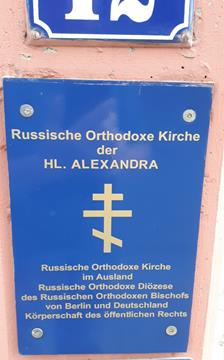 12
Russische Orthodoxe Kirche
der
HL. ALEXANDRA
Russische Orthodoxe Kirche
im Ausland
Russische Orthodoxe Diözese
des Russischen Orthodoxen Bischofs
von Berlin und Deutschland
Körperschaft des öffentlichen Rechts